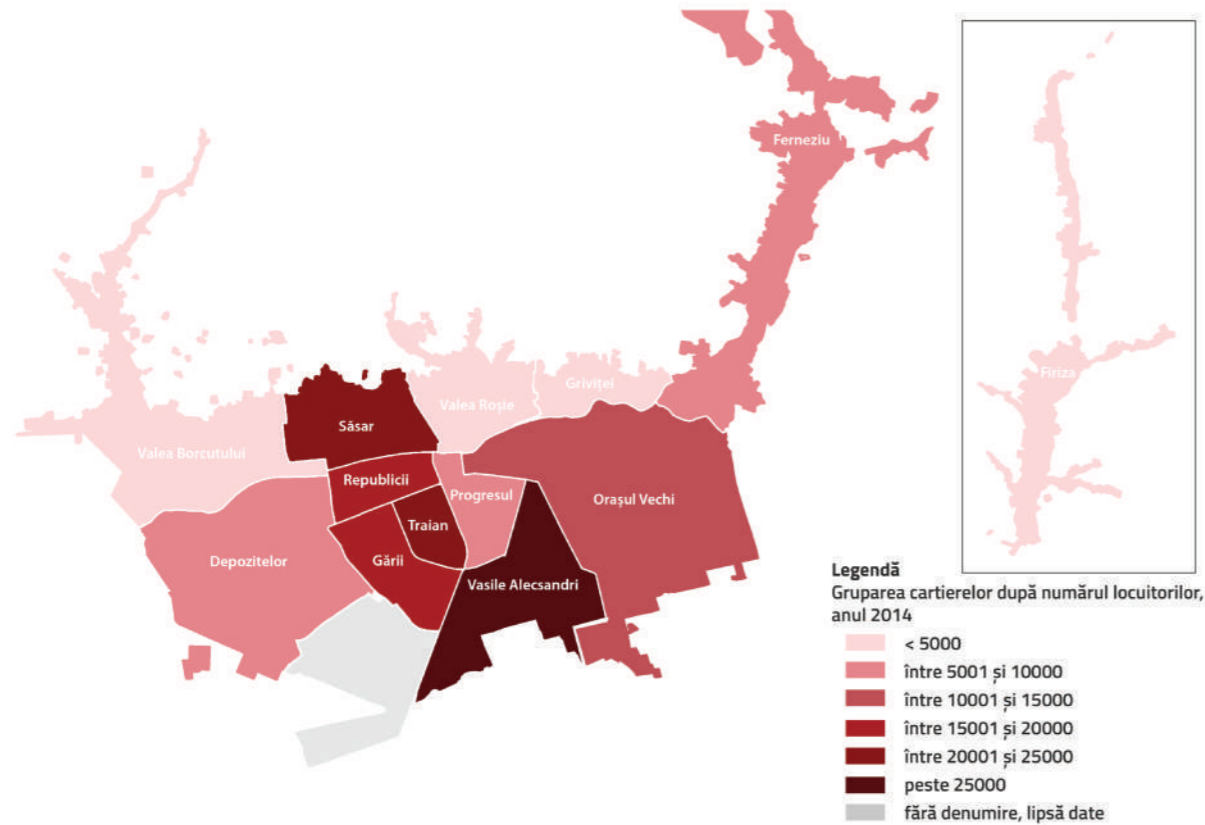 Ferneziu
Firiza
Valea Roșie
Griviței
Săsar
Valea Borcutului
Republicii
Progresul
Orașul Vechi
Traian
Depozitelor
Gării
Vasile Alecsandri
Legendă
Gruparea cartierelor după numărul locuitorilor,
anul 2014
< 5000
între 5001 și 10000
între 10001 și 15000
între 15001 și 20000
între 20001 și 25000
peste 25000
fără denumire, lipsă date